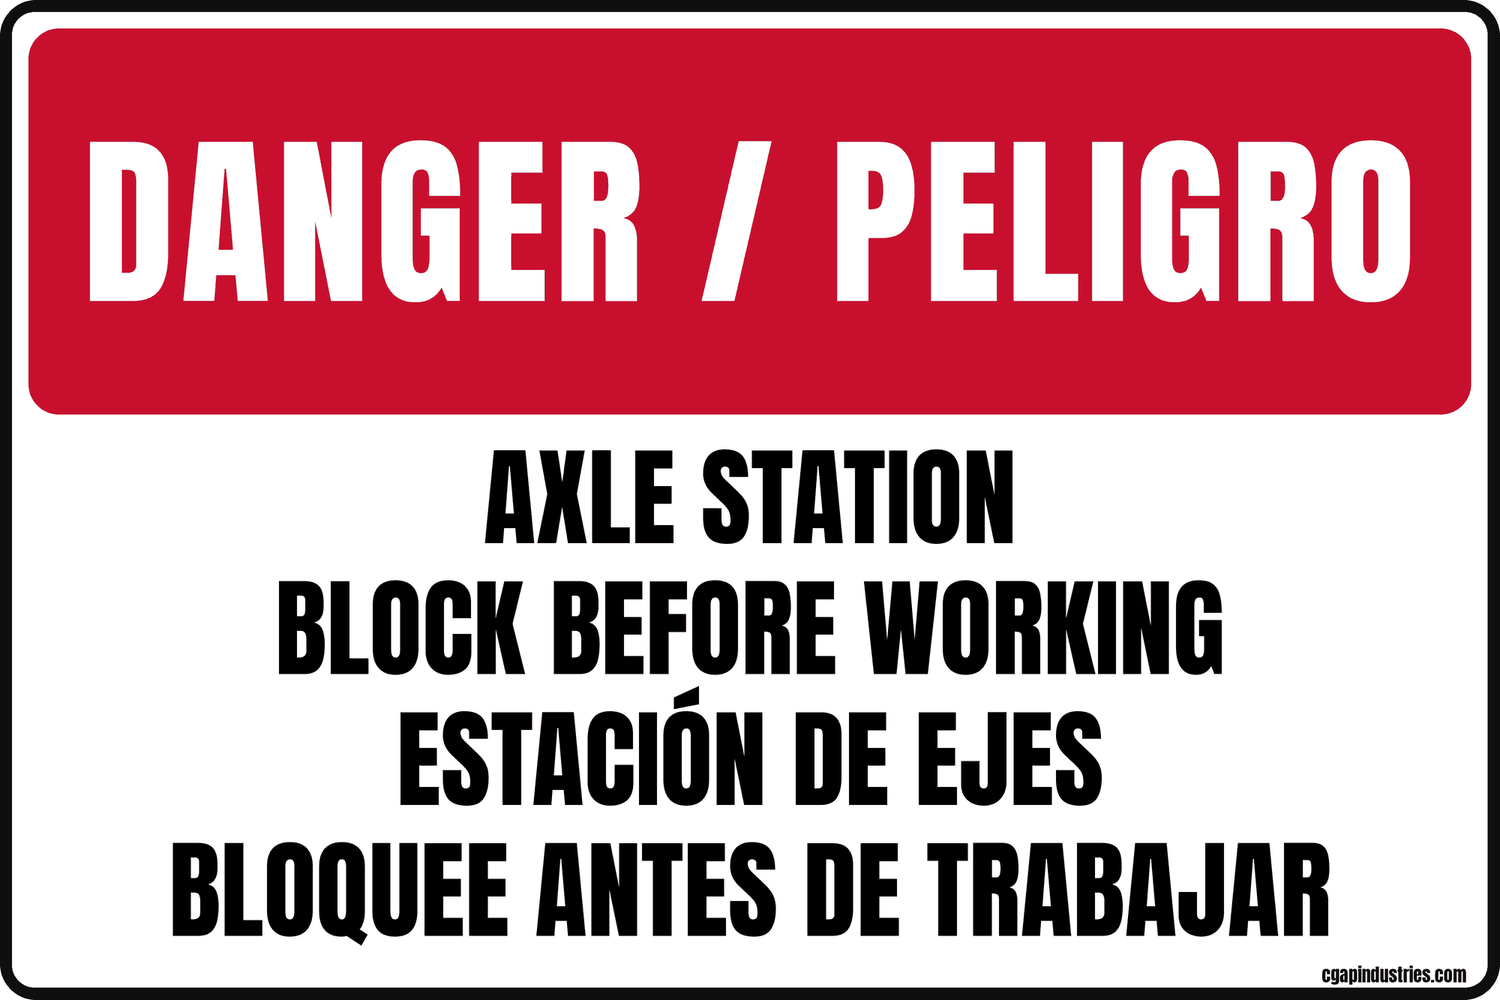 DANGER / PELIGRO
AXLE STATION
BLOCK BEFORE WORKING
ESTACIÓN DE EJES
BLOQUEE ANTES DE TRABAJAR
cgapindustries.com